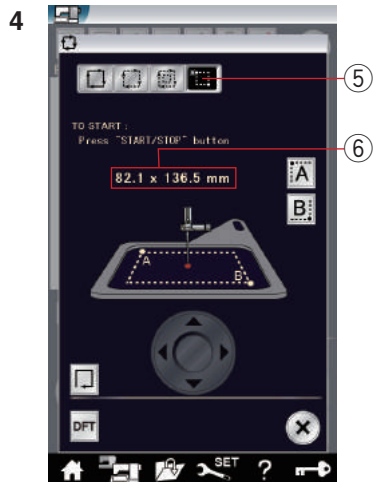 4
TO START :
Press "START/STOP" button
82.1 x 136.5 mm
A
B
A
B
DFT
SET
?
5
6